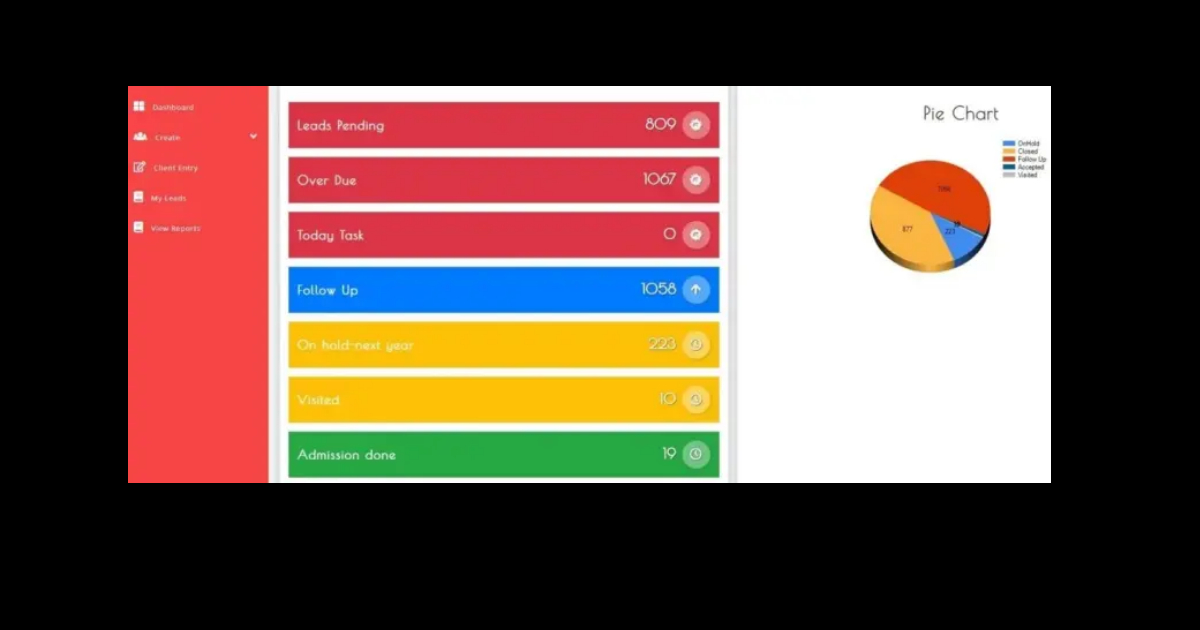 Dashboard
Create
Client Entry
My Leads
View Reports
Leads Pending 809
Over Due 1067
Today Task 0
Follow Up 1058
On hold-next year 223
Visited 10
Admission done 19
Pie Chart
OnHold
Closed
Follow Up
Accepted
Visited
877
223